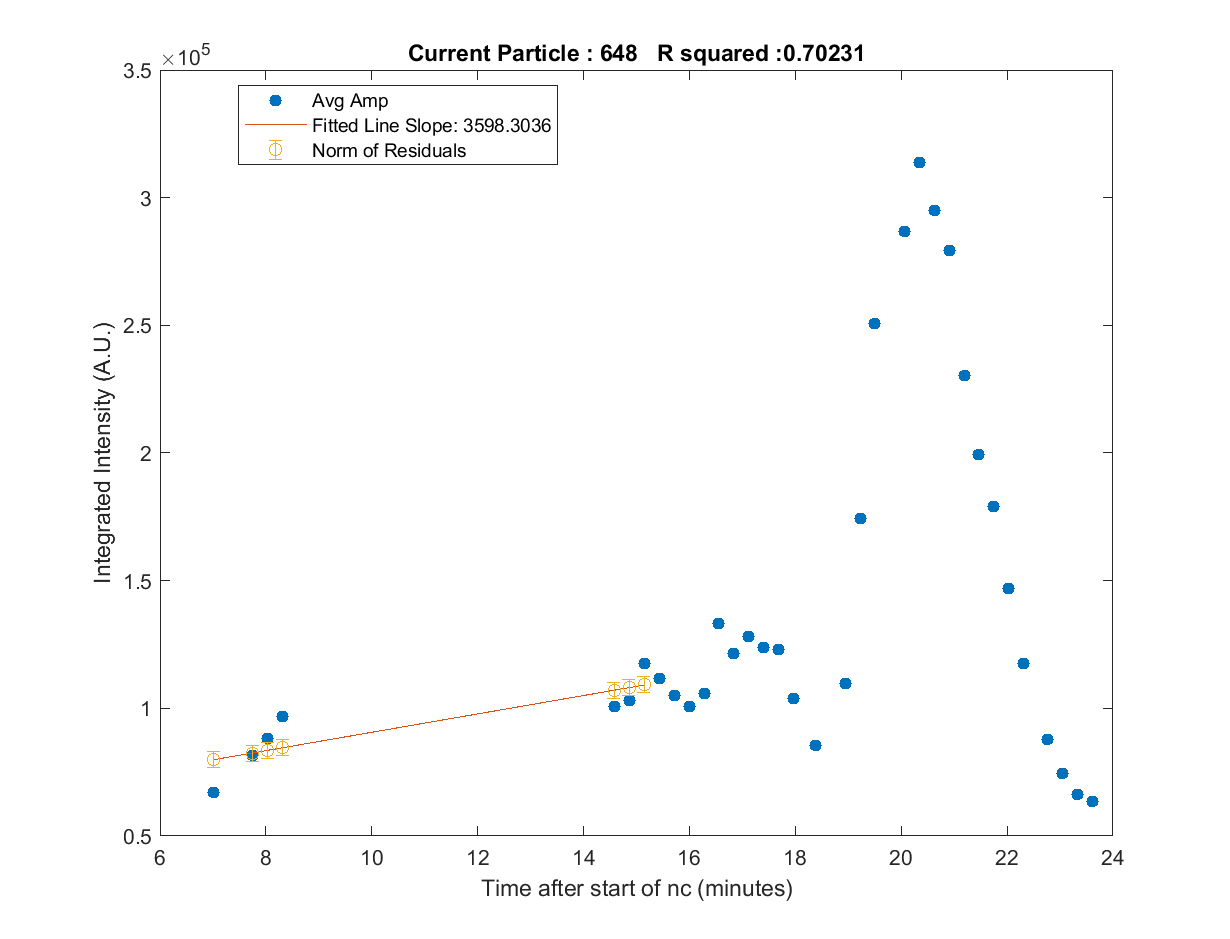 Current Particle : 648 R squared :0.70231
×10^5
3.5
3
2.5
2
1.5
1
0.5
Integrated Intensity (A.U.)
Avg Amp
Fitted Line Slope: 3598.3036
Norm of Residuals
6 8 10 12 14 16 18 20 22 24
Time after start of nc (minutes)